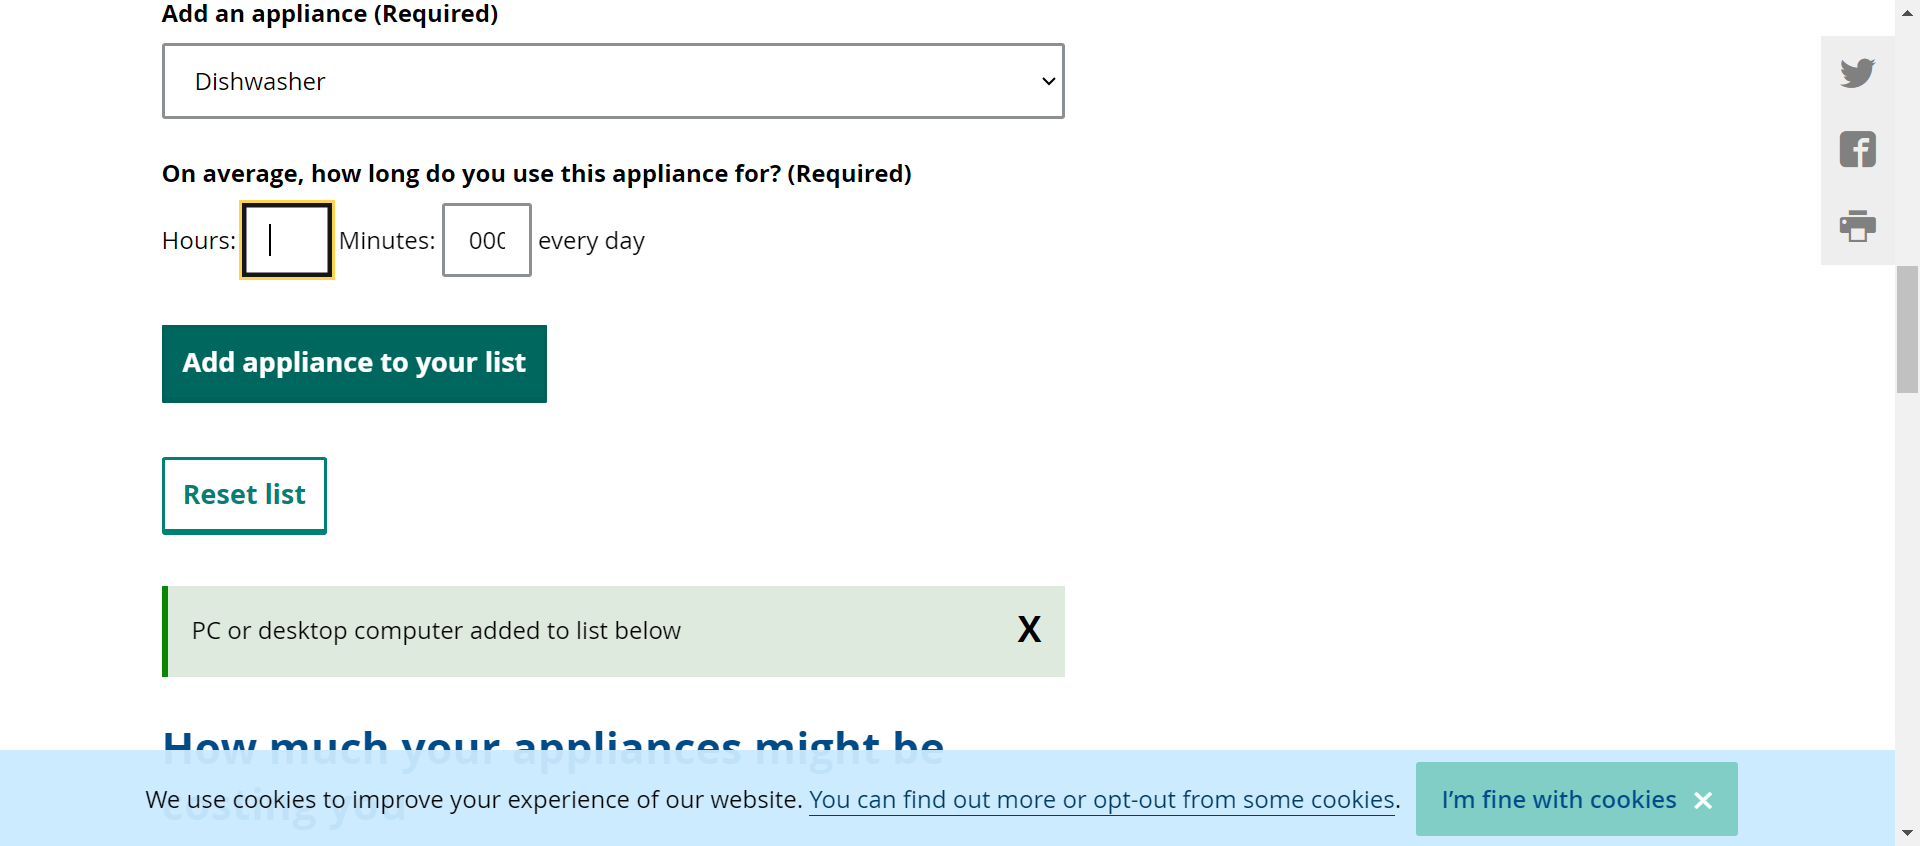 Add an appliance (Required)
Dishwasher
On average, how long do you use this appliance for? (Required)
Hours: Minutes: 000 every day
Add appliance to your list
Reset list
PC or desktop computer added to list below X
How much your appliances might be
costing you
We use cookies to improve your experience of our website. You can find out more or opt-out from some cookies. I’m fine with cookies ×